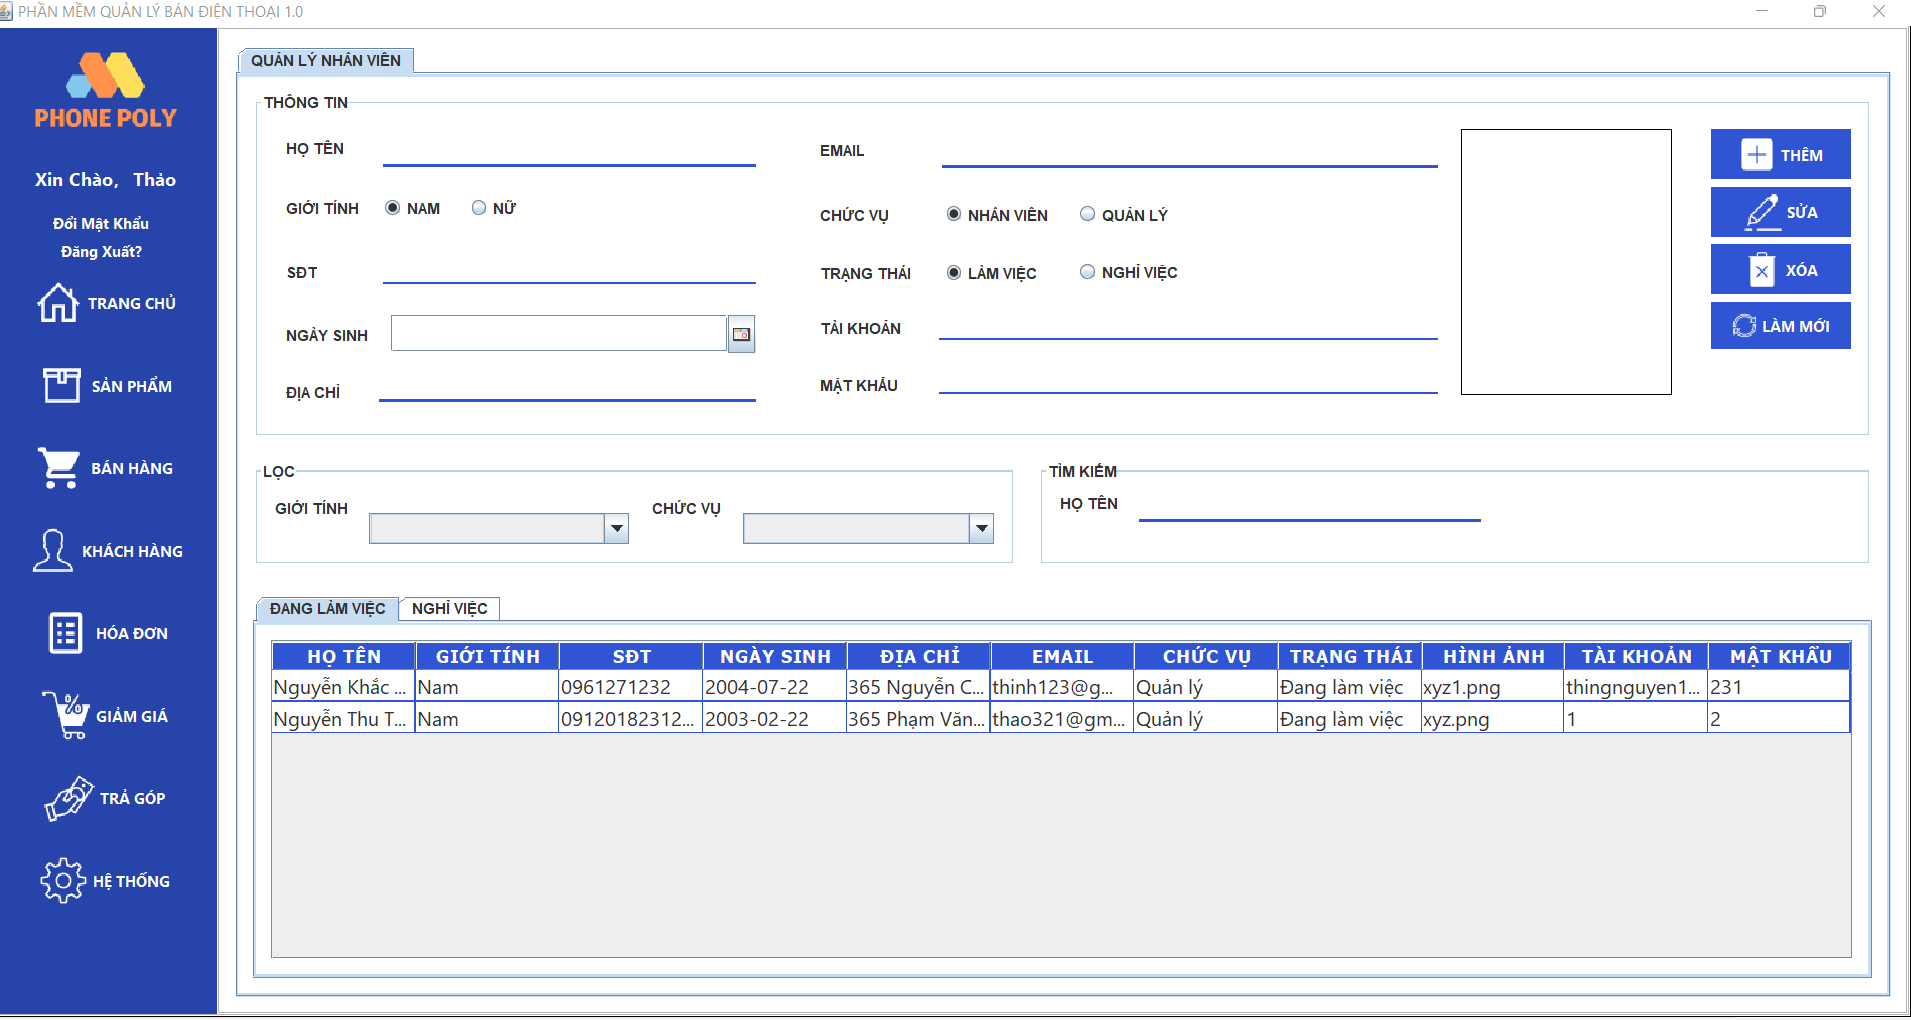 PHẦN MỀM QUẢN LÝ BÁN ĐIỆN THOẠI 1.0
PHONE POLY
Xin Chào, Thảo
Đổi Mật Khẩu
Đăng Xuất?
TRANG CHỦ
SẢN PHẨM
BÁN HÀNG
KHÁCH HÀNG
HÓA ĐƠN
GIẢM GIÁ
TRẢ GÓP
HỆ THỐNG
QUẢN LÝ NHÂN VIÊN
THÔNG TIN
HỌ TÊN
GIỚI TÍNH NAM NỮ
SĐT
NGÀY SINH
ĐỊA CHỈ
EMAIL
CHỨC VỤ NHÂN VIÊN QUẢN LÝ
TRẠNG THÁI LÀM VIỆC NGHỈ VIỆC
TÀI KHOẢN
MẬT KHẨU
THÊM
SỬA
XÓA
LÀM MỚI
LỌC
GIỚI TÍNH CHỨC VỤ
TÌM KIẾM
HỌ TÊN
ĐANG LÀM VIỆC NGHỈ VIỆC
HỌ TÊN GIỚI TÍNH SĐT NGÀY SINH ĐỊA CHỈ EMAIL CHỨC VỤ TRẠNG THÁI HÌNH ẢNH TÀI KHOẢN MẬT KHẨU
Nguyễn Khắc ... Nam 0961271232 2004-07-22 365 Nguyễn C... thinh123@g... Quản lý Đang làm việc xyz1.png thingnguyen1... 231
Nguyễn Thu T... Nam 09120182312... 2003-02-22 365 Phạm Văn... thao321@gm... Quản lý Đang làm việc xyz.png 1 2